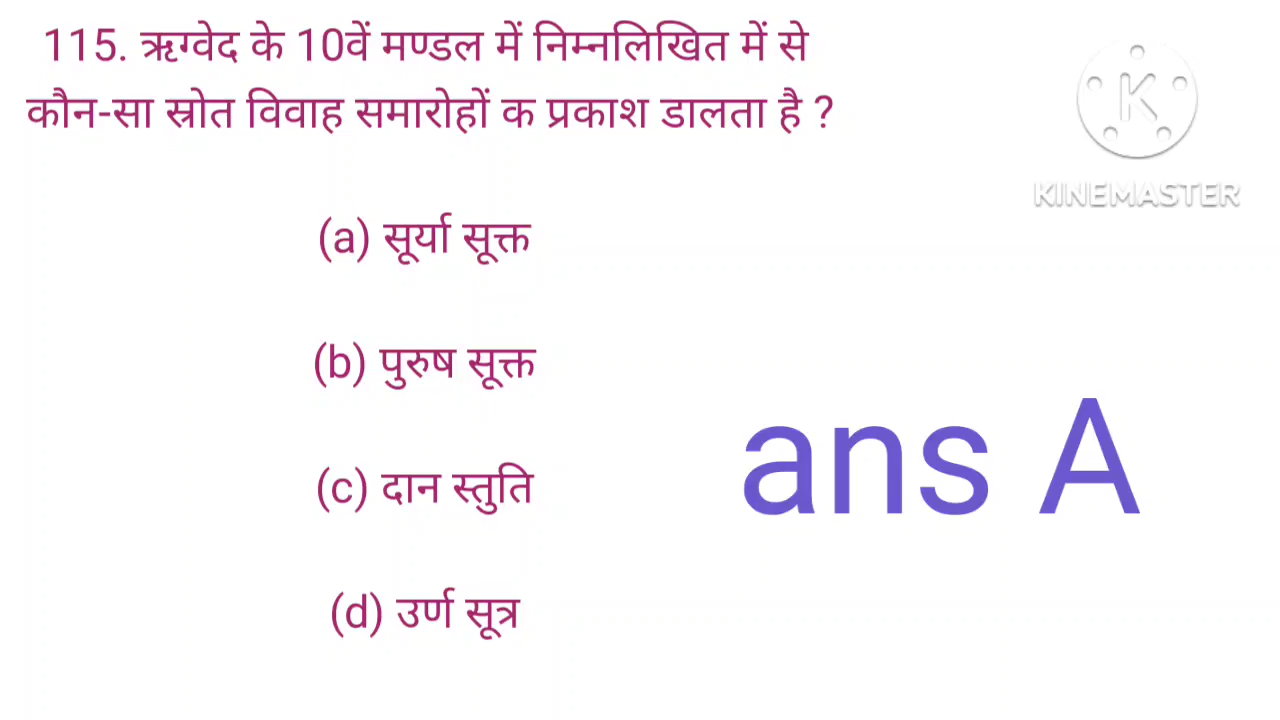 115. ऋग्वेद के 10वें मण्डल में निम्नलिखित में से
कौन-सा स्रोत विवाह समारोहों क प्रकाश डालता है ?
K
KINEMASTER
(a) सूर्या सूक्त
(b) पुरुष सूक्त
(c) दान स्तुति
(d) उर्ण सूत्र
ans A